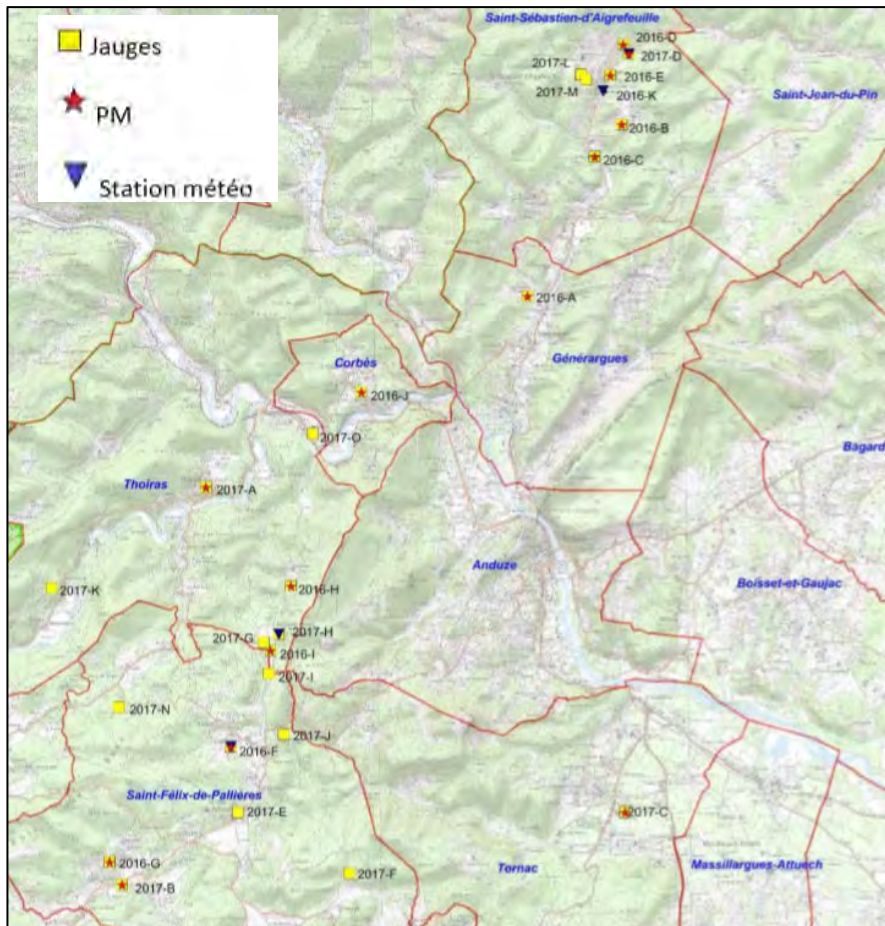 Jauges
PM
Station météo
Saint-Sébastien-d'Aigrefeuille
2016-D
2017-D
2017-L
2016-E
2017-M
2016-K
Saint-Jean-du-Pin
2016-B
2016-C
2016-A
Générargues
Corbès
2016-J
2017-O
Bagard
Thoiras
2017-A
Anduze
Boisset-et-Gaujac
2017-K
2016-H
2017-H
2017-G
2016-I
2017-I
2017-N
2017-J
2016-F
Saint-Félix-de-Pallières
2017-E
2017-C
2016-G
Tornac
Massillargues-Attuech
2017-F
2017-B